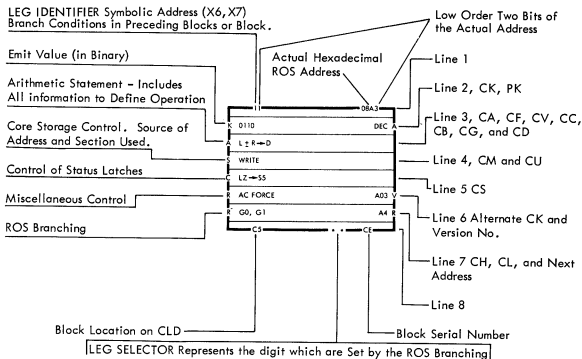 LEG IDENTIFIER Symbolic Address (X6, X7)
Branch Conditions in Preceding Blocks or Block.
Low Order Two Bits of
the Actual Address
Emit Value (in Binary)
Actual Hexadecimal
ROS Address
Line 1
Line 2, CK, PK
Arithmetic Statement - Includes
All information to Define Operation
11
08A3
Line 3, CA, CF, CV, CC,
CB, CG, and CD
K 0110 DEC A
A L ± R→D
Core Storage Control. Source of
Address and Section Used.
S WRITE
Line 4, CM and CU
Control of Status Latches
C LZ→S5
Line 5 CS
Miscellaneous Control
R AC FORCE A03 V
Line 6 Alternate CK and
Version No.
ROS Branching
R G0, G1 A4 R
C5 * * CE
Line 7 CH, CL, and Next
Address
Line 8
Block Location on CLD
Block Serial Number
LEG SELECTOR Represents the digit which are Set by the ROS Branching